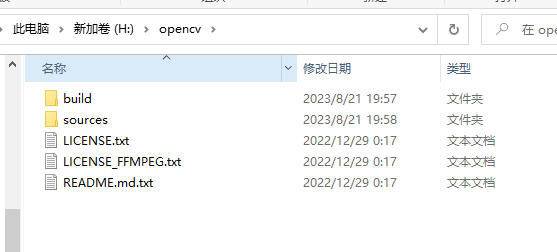 此电脑 新加卷 (H:) opencv 在 ope
名称 修改日期 类型
build 2023/8/21 19:57 文件夹
sources 2023/8/21 19:58 文件夹
LICENSE.txt 2022/12/29 0:17 文本文档
LICENSE_FFMPEG.txt 2022/12/29 0:17 文本文档
README.md.txt 2022/12/29 0:17 文本文档